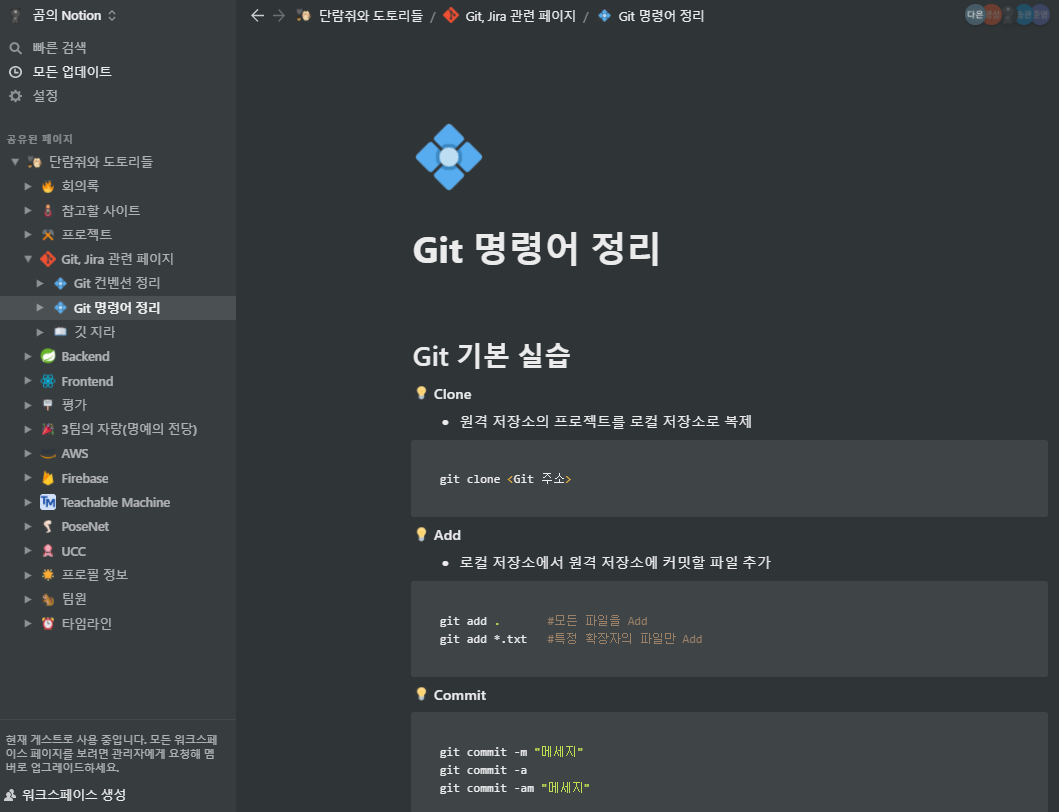 곰의 Notion
빠른 검색
모든 업데이트
설정
공유된 페이지
단람쥐와 도토리들
회의록
참고할 사이트
프로젝트
Git, Jira 관련 페이지
Git 컨벤션 정리
Git 명령어 정리
깃 지라
Backend
Frontend
평가
3팀의 자랑(명예의 전당)
AWS
Firebase
TM Teachable Machine
PoseNet
UCC
프로필 정보
팀원
타임라인
현재 게스트로 사용 중입니다. 모든 워크스페
이스 페이지를 보려면 관리자에게 요청해 멤
버로 업그레이드하세요.
워크스페이스 생성
단람쥐와 도토리들 / Git, Jira 관련 페이지 / Git 명령어 정리
다은
Git 명령어 정리
Git 기본 실습
Clone
• 원격 저장소의 프로젝트를 로컬 저장소로 복제
git clone <Git 주소>
Add
• 로컬 저장소에서 원격 저장소에 커밋할 파일 추가
git add . #모든 파일을 Add
git add *.txt #특정 확장자의 파일만 Add
Commit
git commit -m "메세지"
git commit -a
git commit -am "메세지"